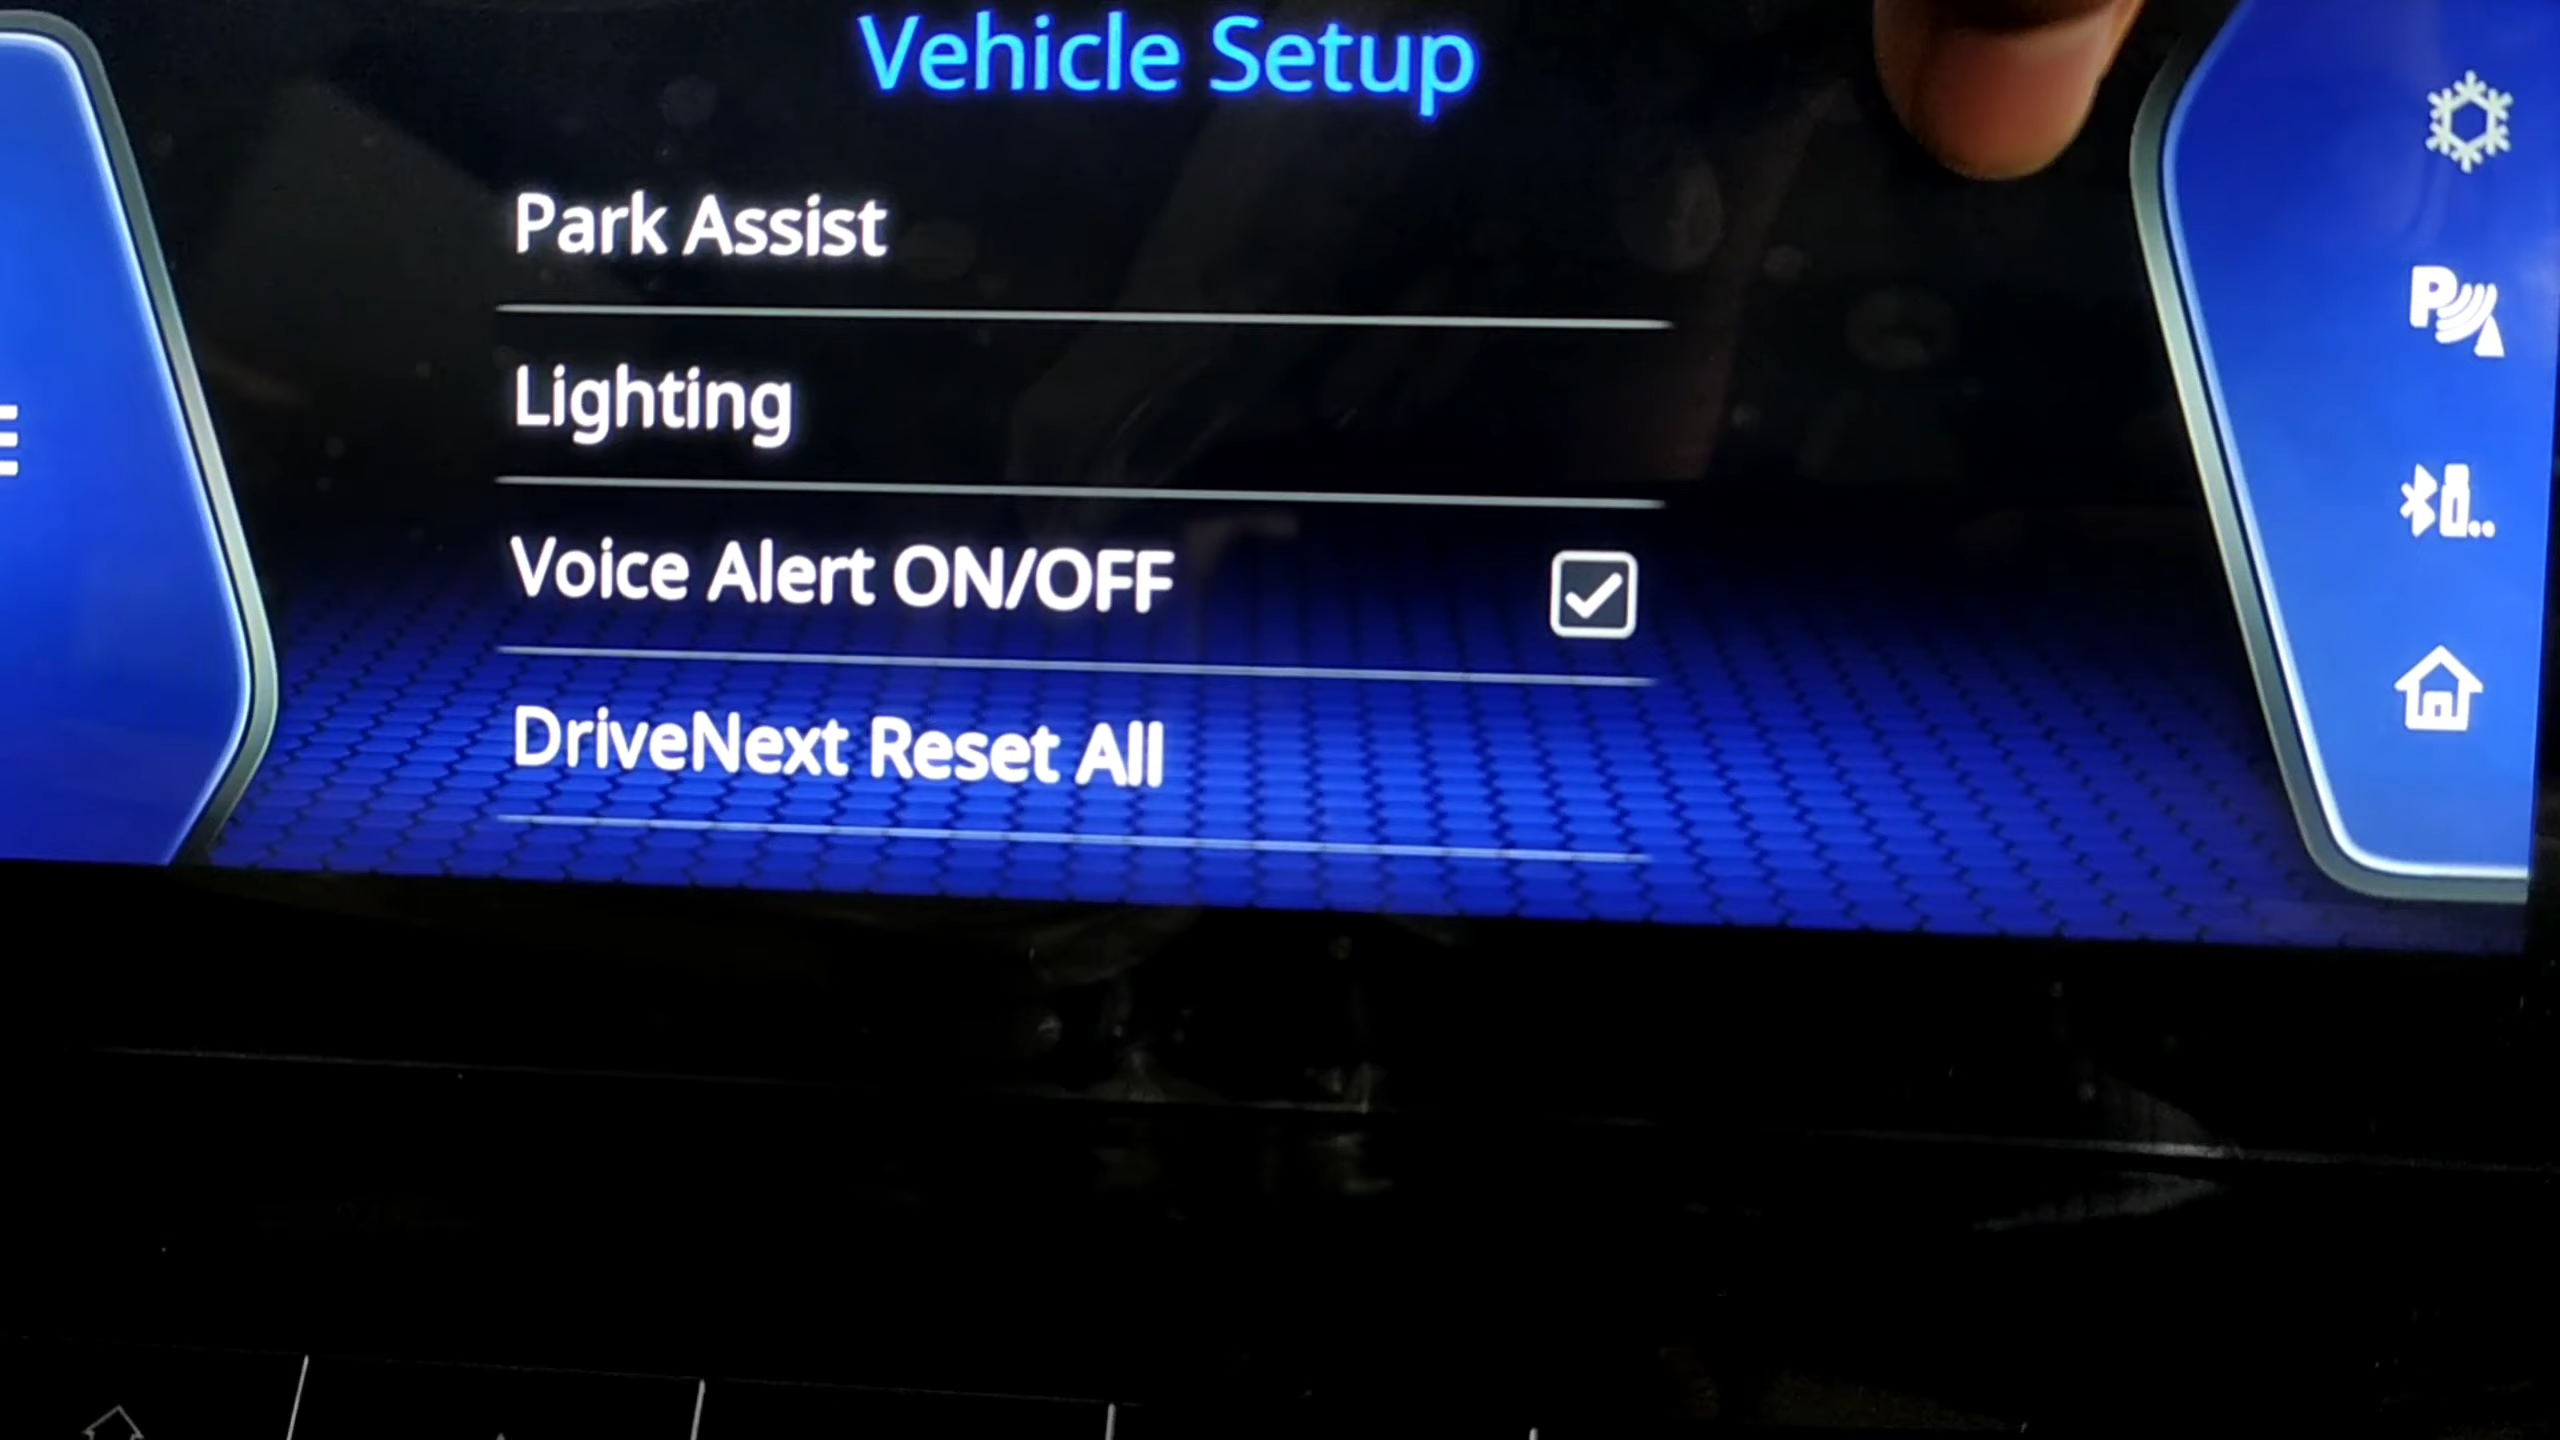 Vehicle Setup
Park Assist
Lighting
Voice Alert ON/OFF
DriveNext Reset All
P